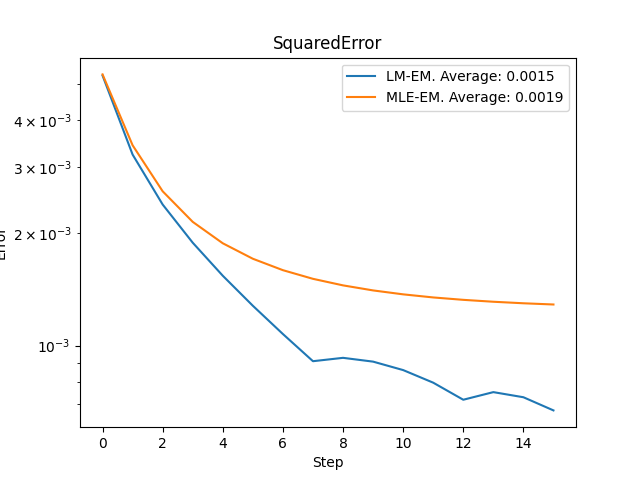 SquaredError
LM-EM. Average: 0.0015
MLE-EM. Average: 0.0019
4 × 10⁻³
3 × 10⁻³
2 × 10⁻³
10⁻³
Error
0 2 4 6 8 10 12 14
Step